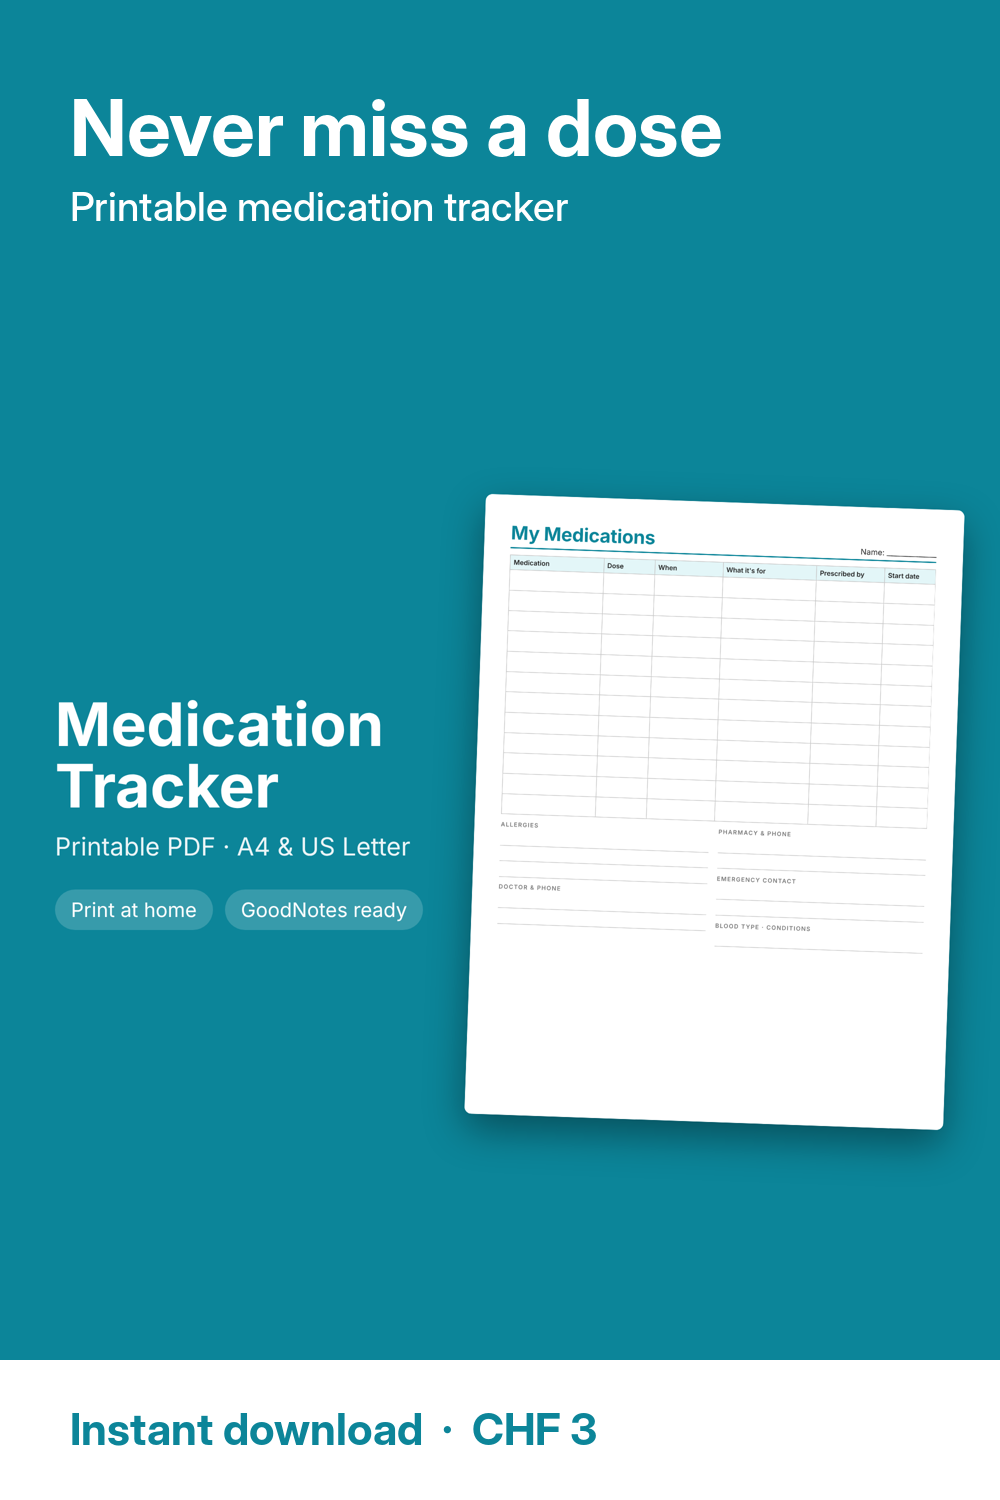 Never miss a dose
Printable medication tracker
My Medications
Name: __________
Medication Dose When What it's for Prescribed by Start date
ALLERGIES
PHARMACY & PHONE
EMERGENCY CONTACT
DOCTOR & PHONE
BLOOD TYPE · CONDITIONS
Medication
Tracker
Printable PDF · A4 & US Letter
Print at home GoodNotes ready
Instant download · CHF 3